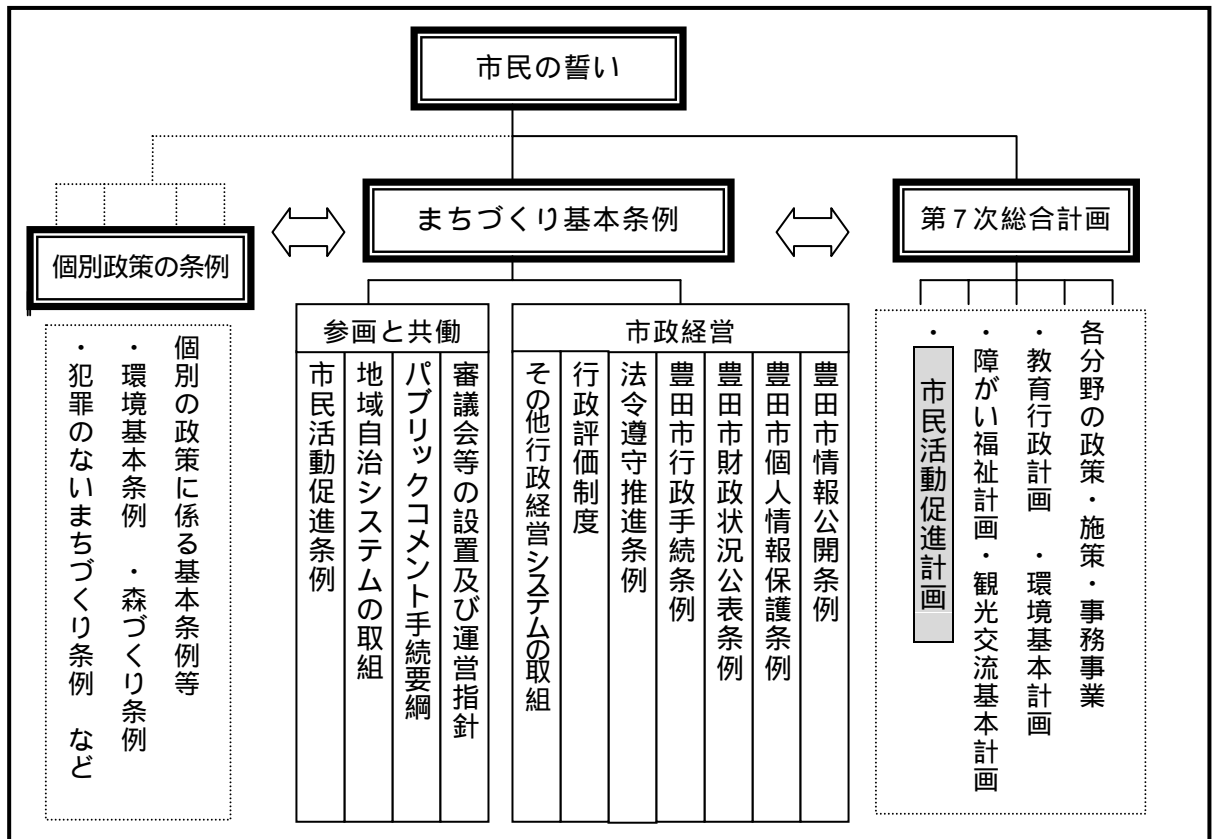 市民の誓い
まちづくり基本条例
第7次総合計画
個別政策の条例
個別の政策に係る基本条例等
・環境基本条例 ・森づくり条例
・犯罪のないまちづくり条例 など
参画と共働
審議会等の設置及び運営指針
パブリックコメント手続要綱
地域自治システムの取組
市民活動促進条例
市政経営
豊田市情報公開条例
豊田市個人情報保護条例
豊田市財政状況公表条例
豊田市行政手続条例
法令遵守推進条例
行政評価制度
その他行政経営システムの取組
各分野の政策・施策・事務事業
・教育行政計画 ・環境基本計画
・障がい福祉計画・観光交流基本計画
・市民活動促進計画